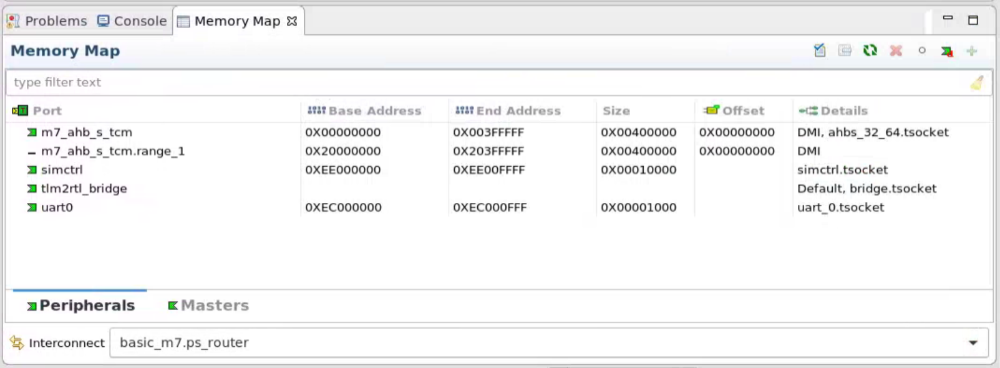 Problems Console Memory Map
Memory Map
type filter text
Port Base Address End Address Size Offset Details
m7_ahb_s_tcm 0X00000000 0X003FFFFF 0X00400000 0X00000000 DMI, ahbs_32_64.tsocket
m7_ahb_s_tcm.range_1 0X20000000 0X203FFFFF 0X00400000 0X00000000 DMI
simctrl 0XEE000000 0XEE00FFFF 0X00010000 simctrl.tsocket
tlm2rtl_bridge Default, bridge.tsocket
uart0 0XEC000000 0XEC000FFF 0X00001000 uart_0.tsocket
Peripherals Masters
Interconnect basic_m7.ps_router